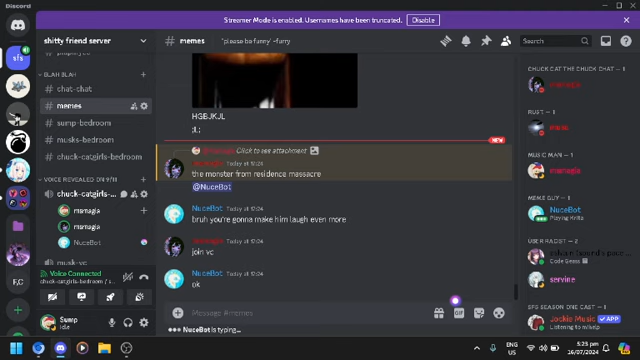 Discord
Streamer Mode is enabled. Usernames have been truncated.
Disable
shitty friend server
memes
"please be funny" -furry
Search
BLAH BLAH
chat-chat
memes
sump-bedroom
musks-bedroom
chuck-catgirls-bedroom
VOICE REVEALED ON 9/11
chuck-catgirls-
mamagia
mamagia
NuceBot
Voice Connected
chuck-catgirls-bedroom / s
Sump
Idle
F,C
HGBJKJL
NEW
Click to see attachment
Today at 17:24
the monster from residence massacre
@NuceBot
NuceBot Today at 17:24
bruh you're gonna make him laugh even more
Today at 17:24
join vc
NuceBot Today at 17:24
ok
Message #memes
GIF
NuceBot is typing...
CHUCK CAT THE CHUCK CHAT — 1
mamagia
RUST — 1
MUSIC MAN — 1
mamagia
MEME GUY — 1
NuceBot
Playing Krita
USER RADIST — 2
servine
SFS SEASON ONE CAST — 1
Jockie Music
APP
Listening to m!help
ENG
US
5:23 pm
16/07/2024